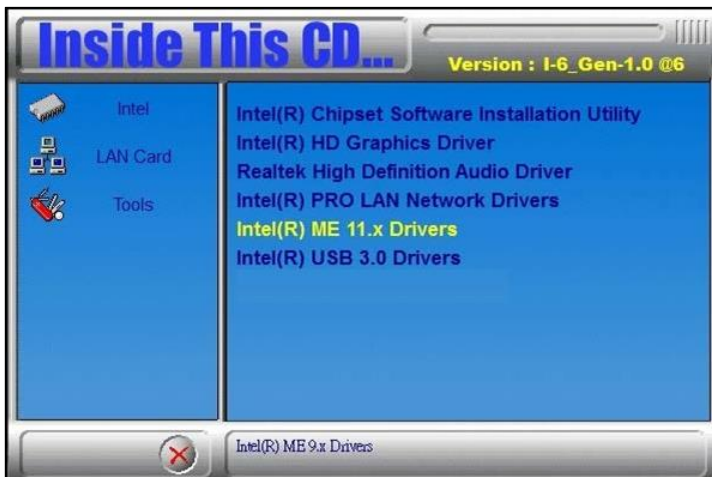 Inside This CD...
Version : I-6_Gen-1.0 @6
Intel
LAN Card
Tools
Intel(R) Chipset Software Installation Utility
Intel(R) HD Graphics Driver
Realtek High Definition Audio Driver
Intel(R) PRO LAN Network Drivers
Intel(R) ME 11.x Drivers
Intel(R) USB 3.0 Drivers
Intel(R) ME 9.x Drivers